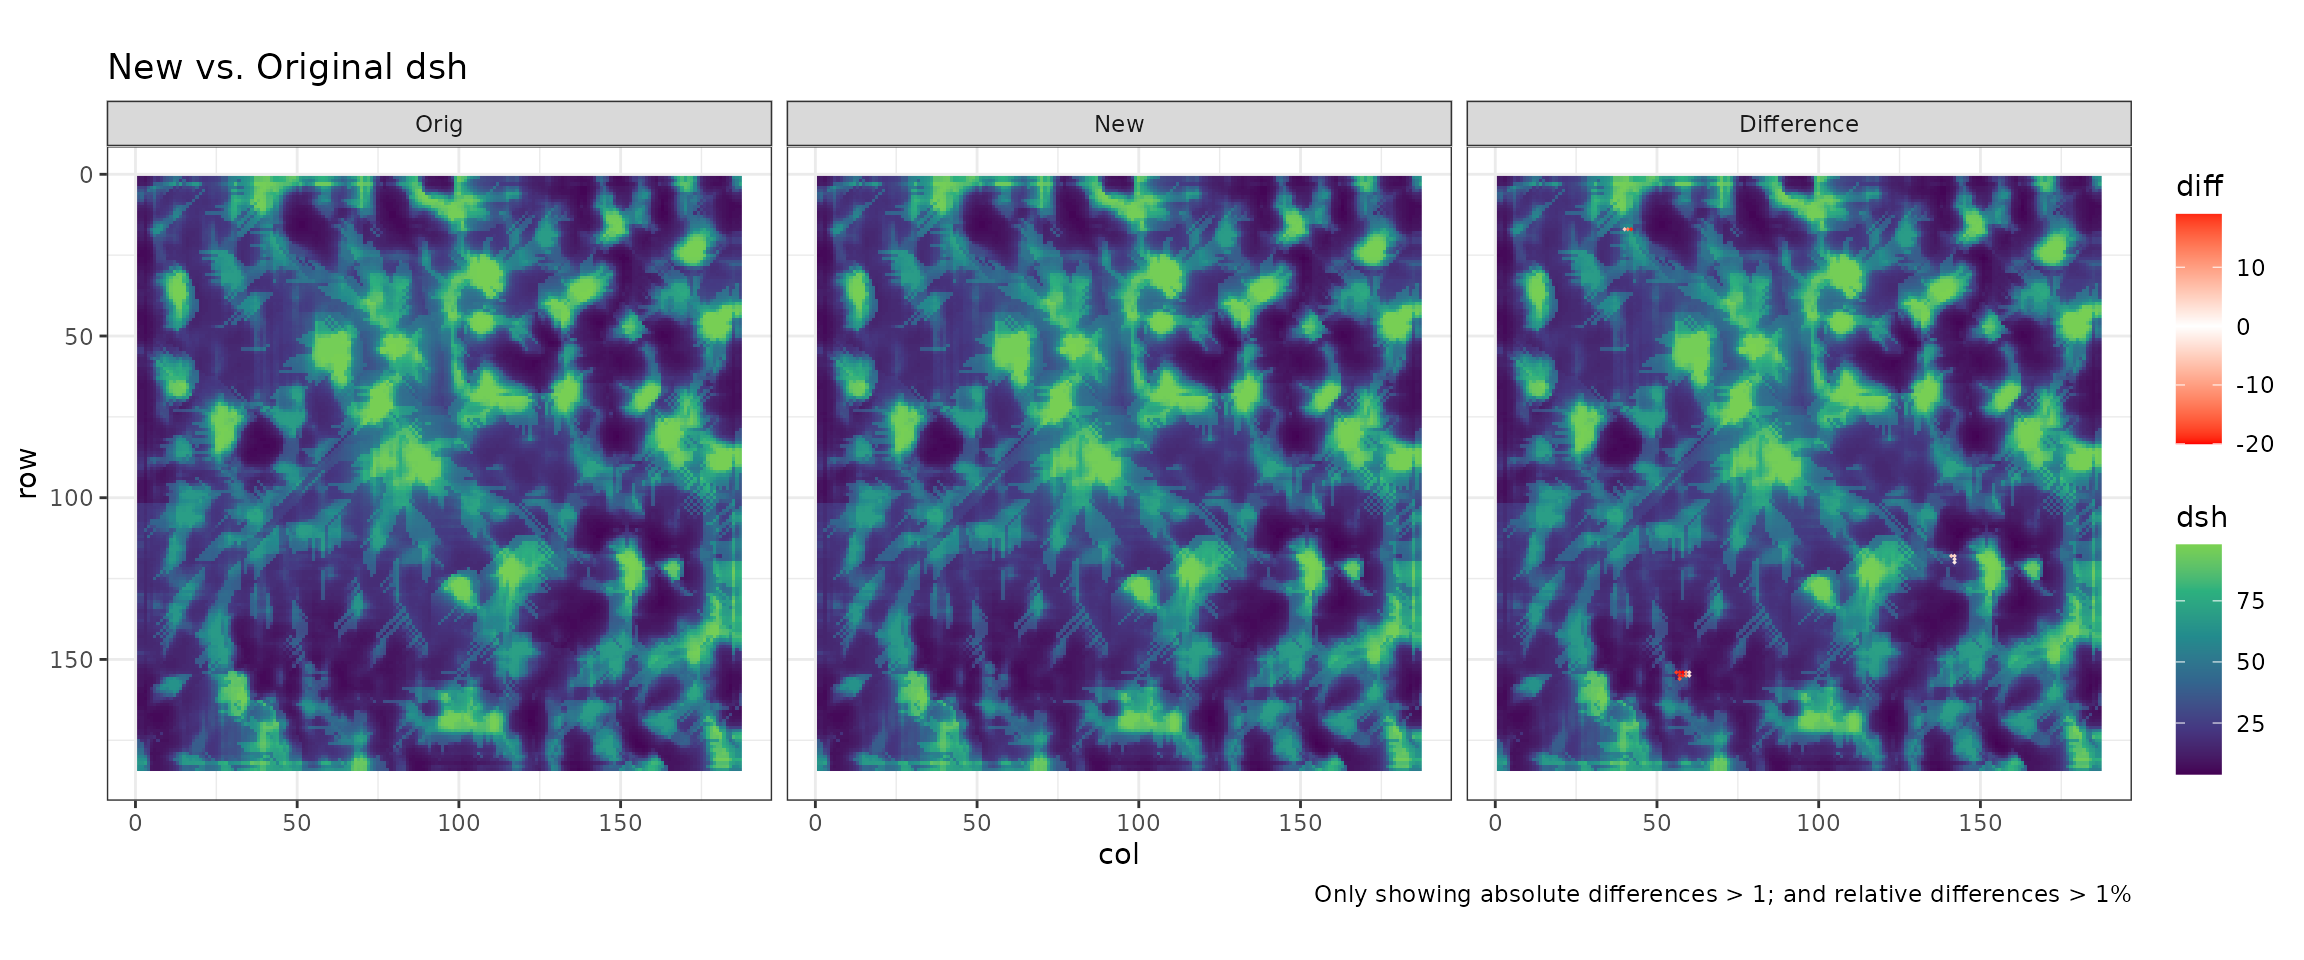 New vs. Original dsh
Orig
New
Difference
row
0
50
100
150
0 50 100 150
0 50 100 150
0 50 100 150
col
diff
10
0
-10
-20
dsh
75
50
25
Only showing absolute differences > 1; and relative differences > 1%